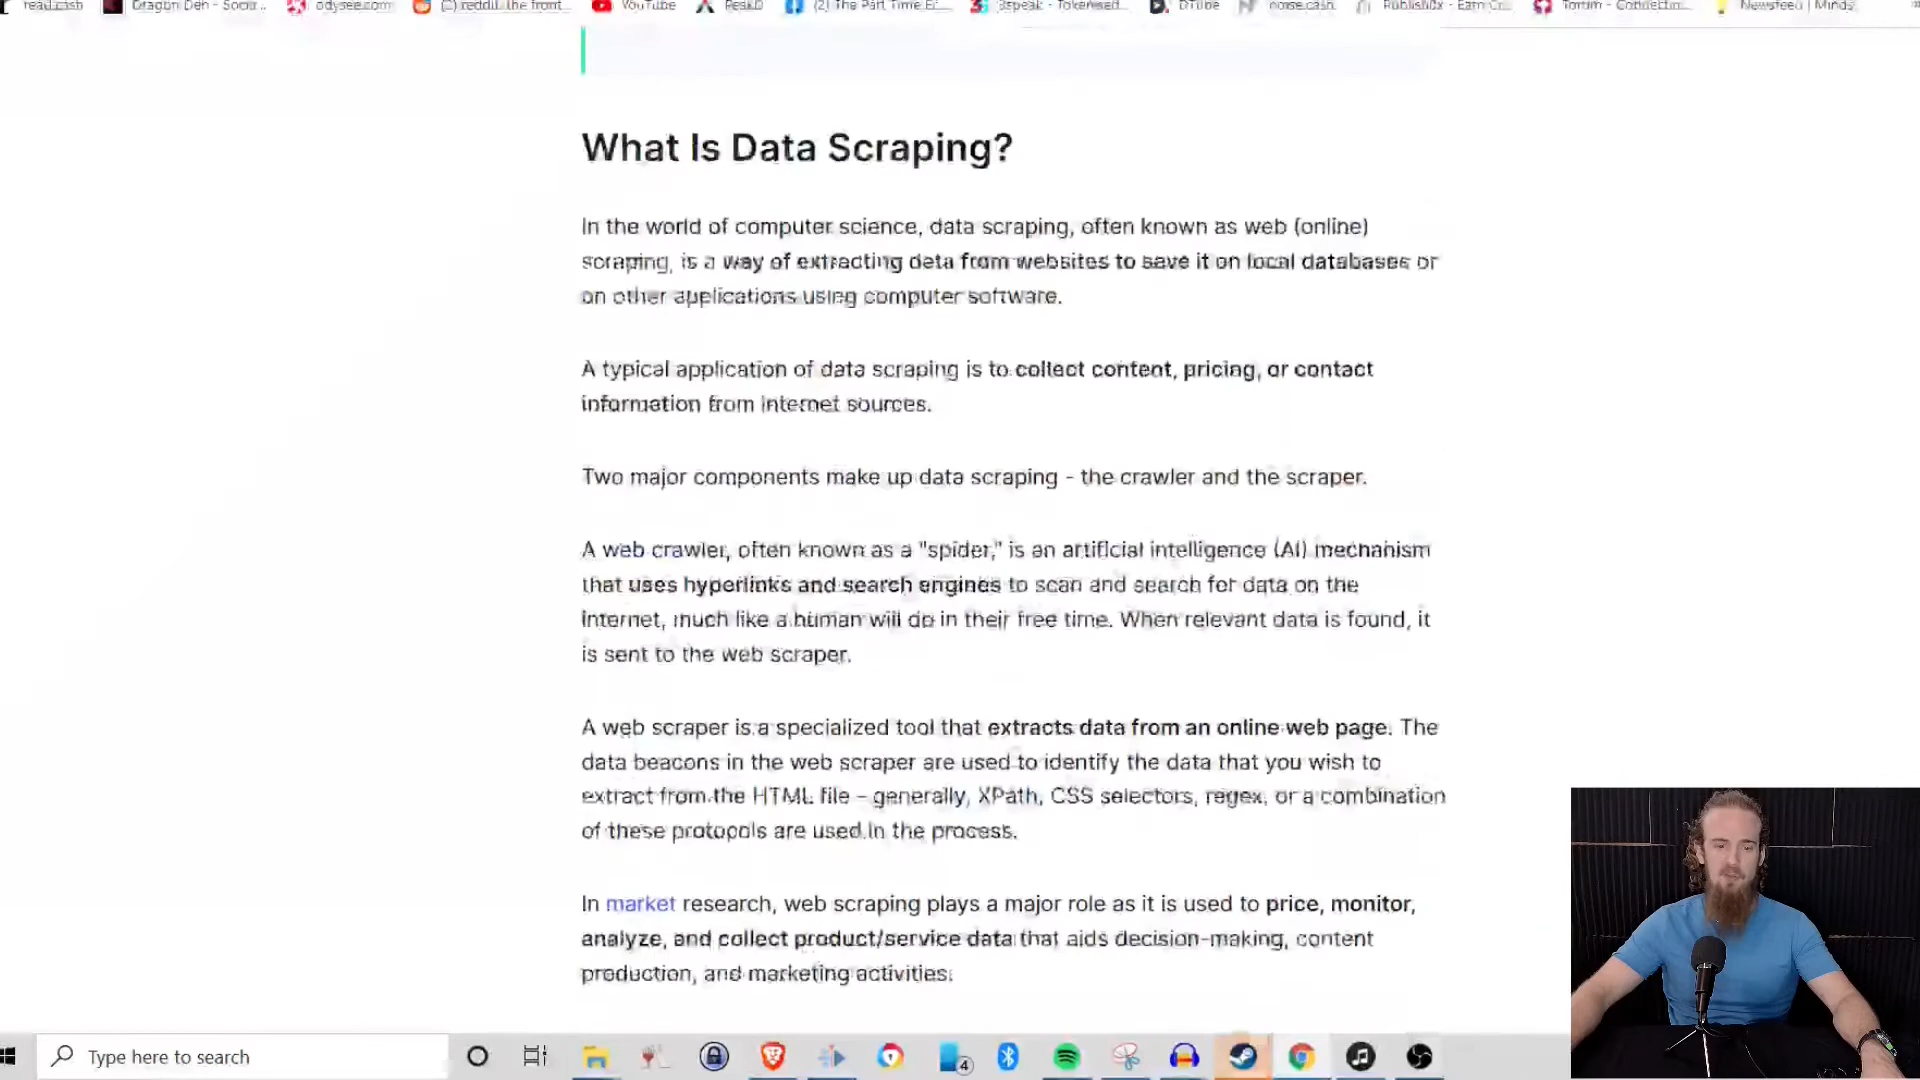 read.cash Dragon Den - Socia... odysee.com reddit: the front... YouTube PeakD (2) The Part Time Ec... 3speak - Tokenised... DTube noise.cash Publish0x - Earn Cr... Torum - Connectin... Newsfeed | Minds
What Is Data Scraping?
In the world of computer science, data scraping, often known as web (online)
scraping, is a way of extracting data from websites to save it on local databases or
on other applications using computer software.
A typical application of data scraping is to collect content, pricing, or contact
information from internet sources.
Two major components make up data scraping - the crawler and the scraper.
A web crawler, often known as a "spider," is an artificial intelligence (AI) mechanism
that uses hyperlinks and search engines to scan and search for data on the
internet, much like a human will do in their free time. When relevant data is found, it
is sent to the web scraper.
A web scraper is a specialized tool that extracts data from an online web page. The
data beacons in the web scraper are used to identify the data that you wish to
extract from the HTML file – generally, XPath, CSS selectors, regex, or a combination
of these protocols are used in the process.
In market research, web scraping plays a major role as it is used to price, monitor,
analyze, and collect product/service data that aids decision-making, content
production, and marketing activities.
Type here to search
4